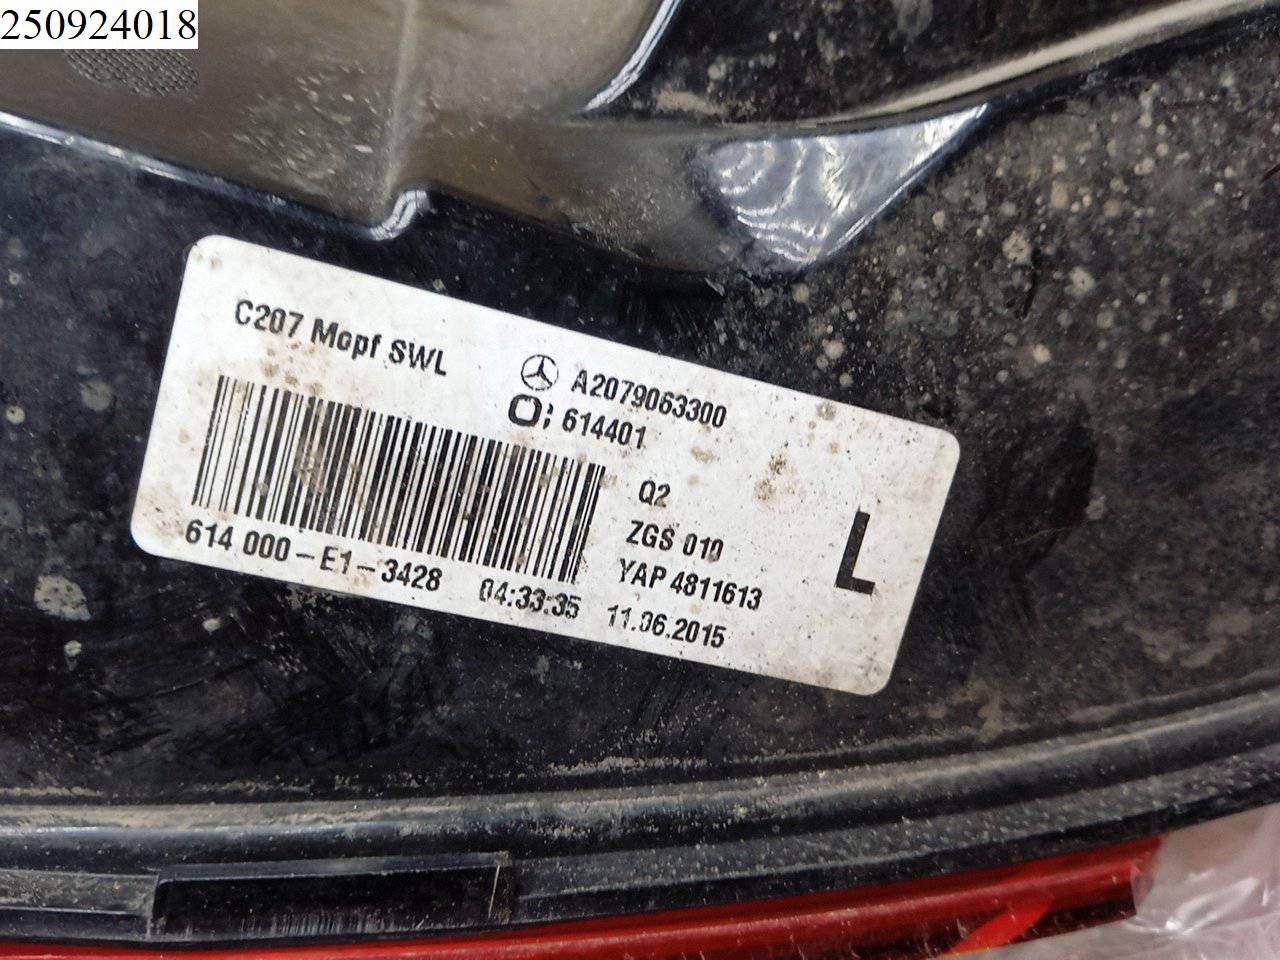 250924018
C207 Mopf SWL
A2079063300
O; 614401
Q2
ZGS 010
YAP 4811613
L
614 000-E1-3428 04:33:35 11.06.2015